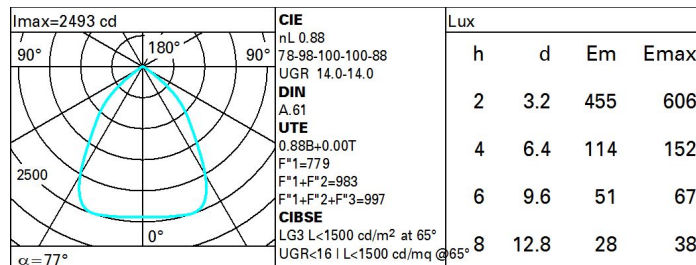 Imax=2493 cd
90° 180° 90°
2500
0°
α=77°
CIE
nL 0.88
78-98-100-100-88
UGR 14.0-14.0
DIN
A.61
UTE
0.88B+0.00T
F"1=779
F"1+F"2=983
F"1+F"2+F"3=997
CIBSE
LG3 L<1500 cd/m² at 65°
UGR<16 | L<1500 cd/mq @65°
Lux
h d Em Emax
2 3.2 455 606
4 6.4 114 152
6 9.6 51 67
8 12.8 28 38